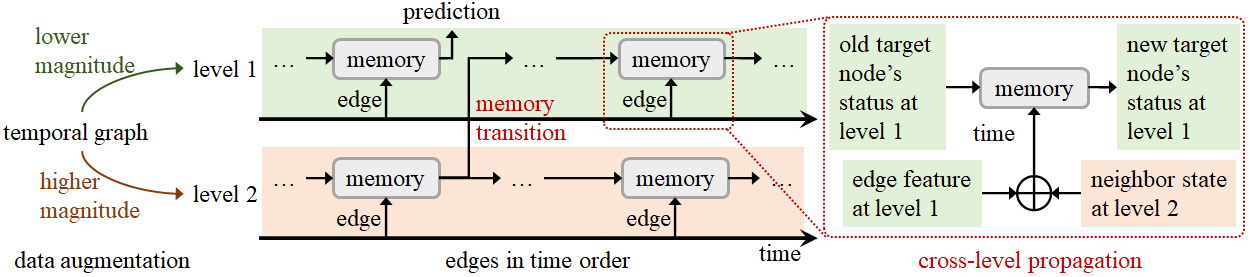 prediction
lower
magnitude
level 1
... memory ... memory ...
edge
memory
transition
edge
temporal graph
higher
magnitude
level 2
... memory ... memory ...
edge
edge
time
data augmentation
edges in time order
old target
node's
status at
level 1
memory
time
new target
node's
status at
level 1
edge feature
at level 1
neighbor state
at level 2
cross-level propagation